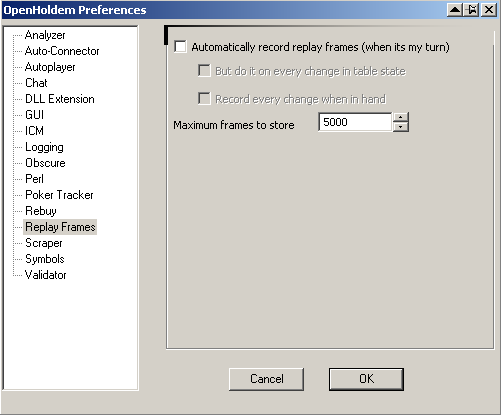 OpenHoldem Preferences
Analyzer
Auto-Connector
Autoplayer
Chat
DLL Extension
GUI
ICM
Logging
Obscure
Perl
Poker Tracker
Rebuy
Replay Frames
Scraper
Symbols
Validator
Automatically record replay frames (when its my turn)
But do it on every change in table state
Record every change when in hand
Maximum frames to store
5000
Cancel
OK